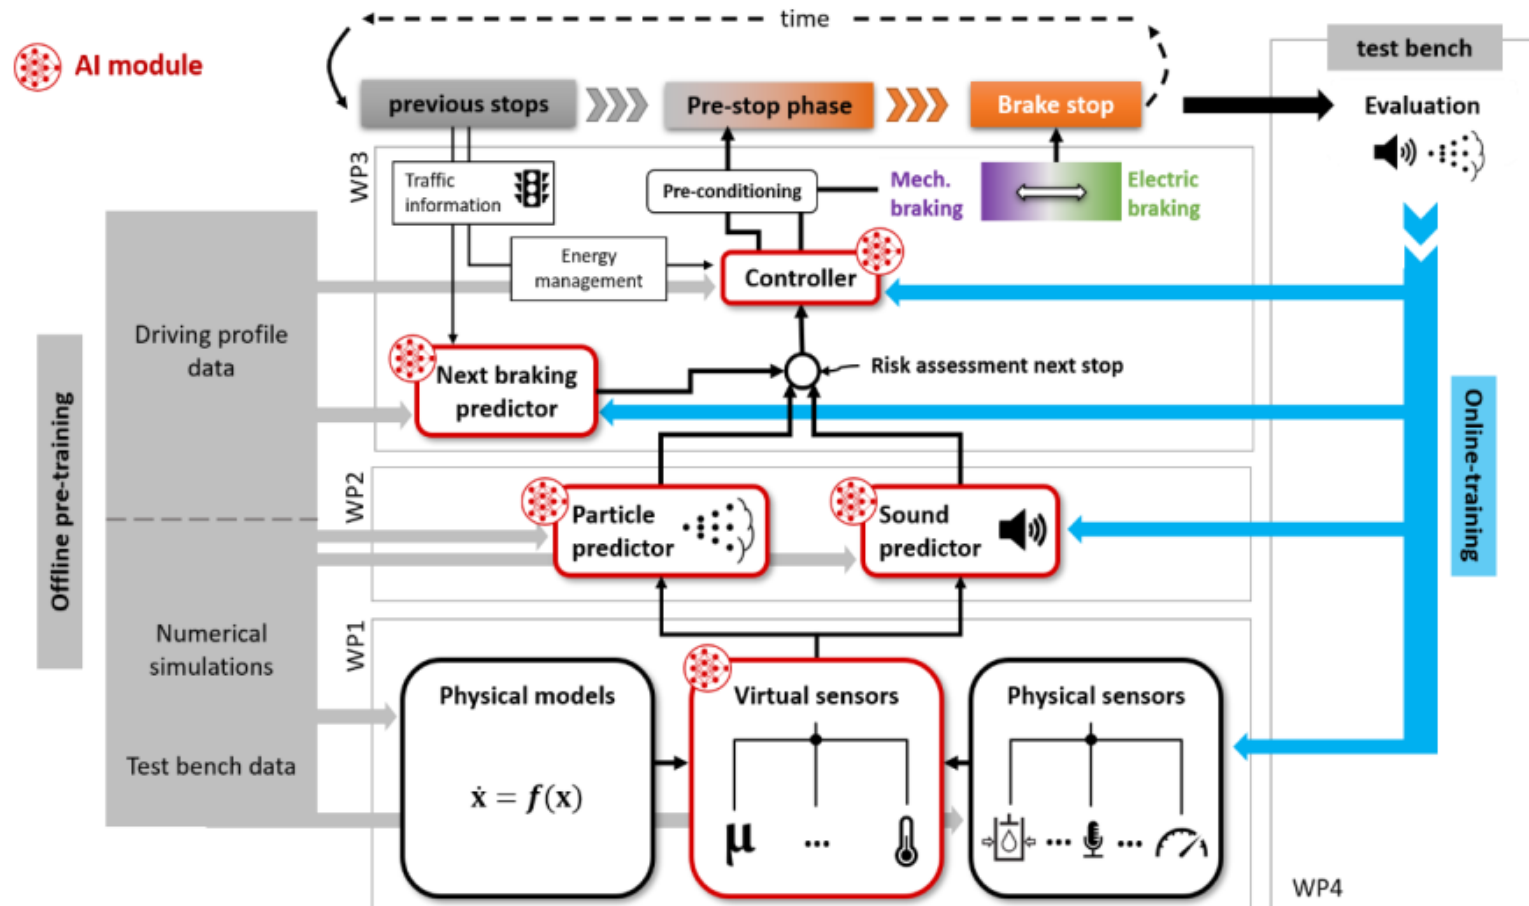 time
AI module
test bench
previous stops
Pre-stop phase
Brake stop
Evaluation
WP3
Traffic
information
Pre-conditioning
Mech.
braking
Electric
braking
Energy
management
Controller
Driving profile
data
Next braking
predictor
Risk assessment next stop
Offline pre-training
Online-training
WP2
Particle
predictor
Sound
predictor
WP1
Numerical
simulations
Test bench data
Physical models
ẋ = f(x)
Virtual sensors
μ
...
Physical sensors
... ...
WP4